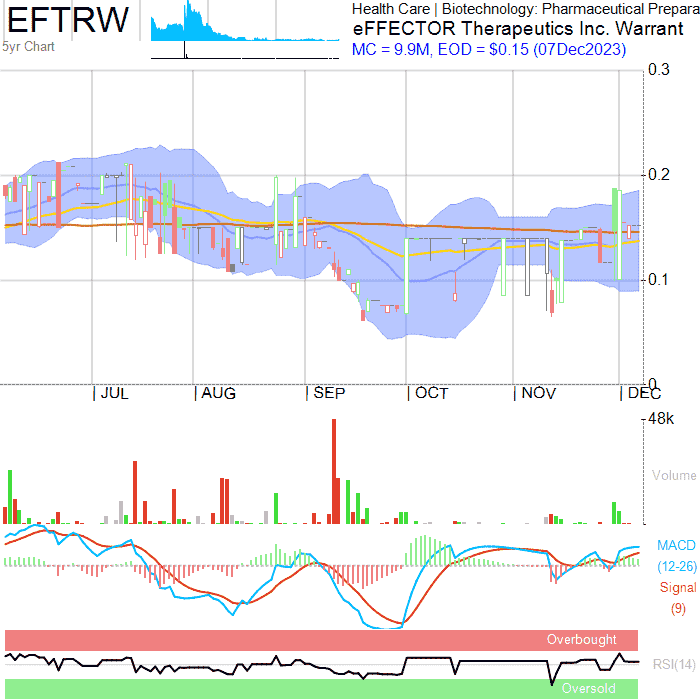 EFTRW
5yr Chart
Health Care | Biotechnology: Pharmaceutical Prepara
eFFECTOR Therapeutics Inc. Warrant
MC = 9.9M, EOD = $0.15 (07Dec2023)
0.3
0.2
0.1
0
JUL AUG SEP OCT NOV DEC
48K
Volume
MACD
(12-26)
Signal
(9)
Overbought
RSI(14)
Oversold